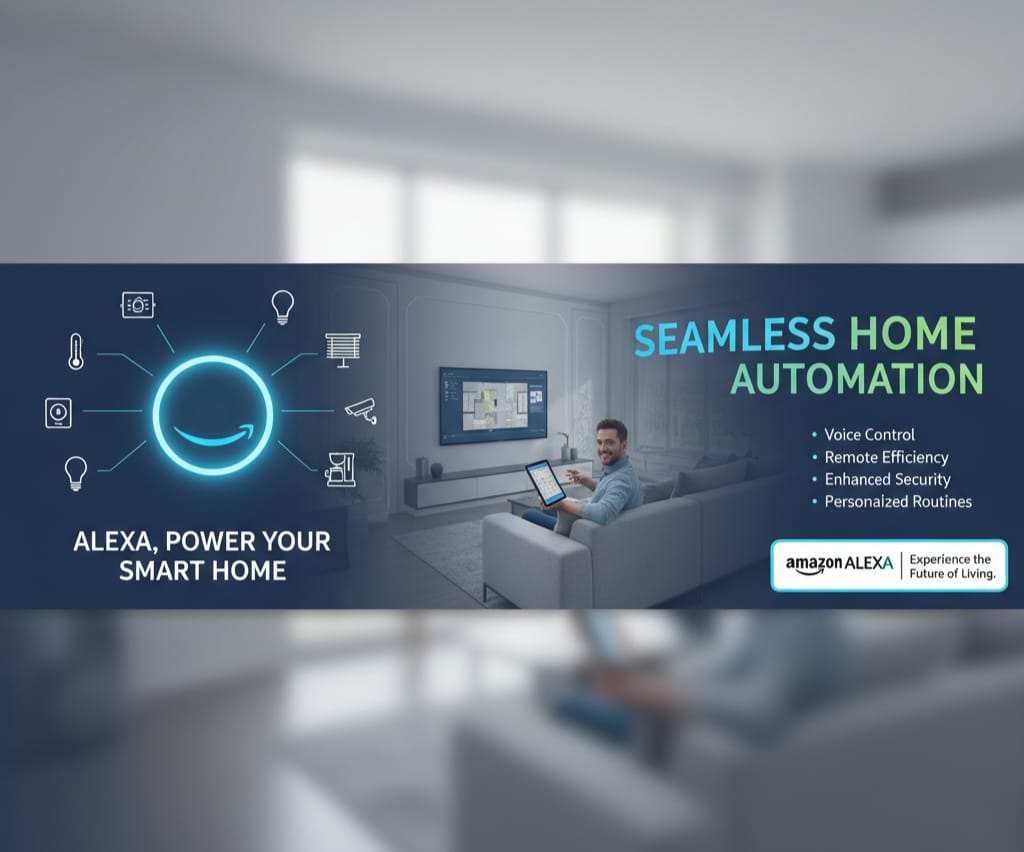 ALEXA, POWER YOUR
SMART HOME
SEAMLESS HOME
AUTOMATION
• Voice Control
• Remote Efficiency
• Enhanced Security
• Personaized Routines
amazon ALEXA
Experience the
Future of Living.